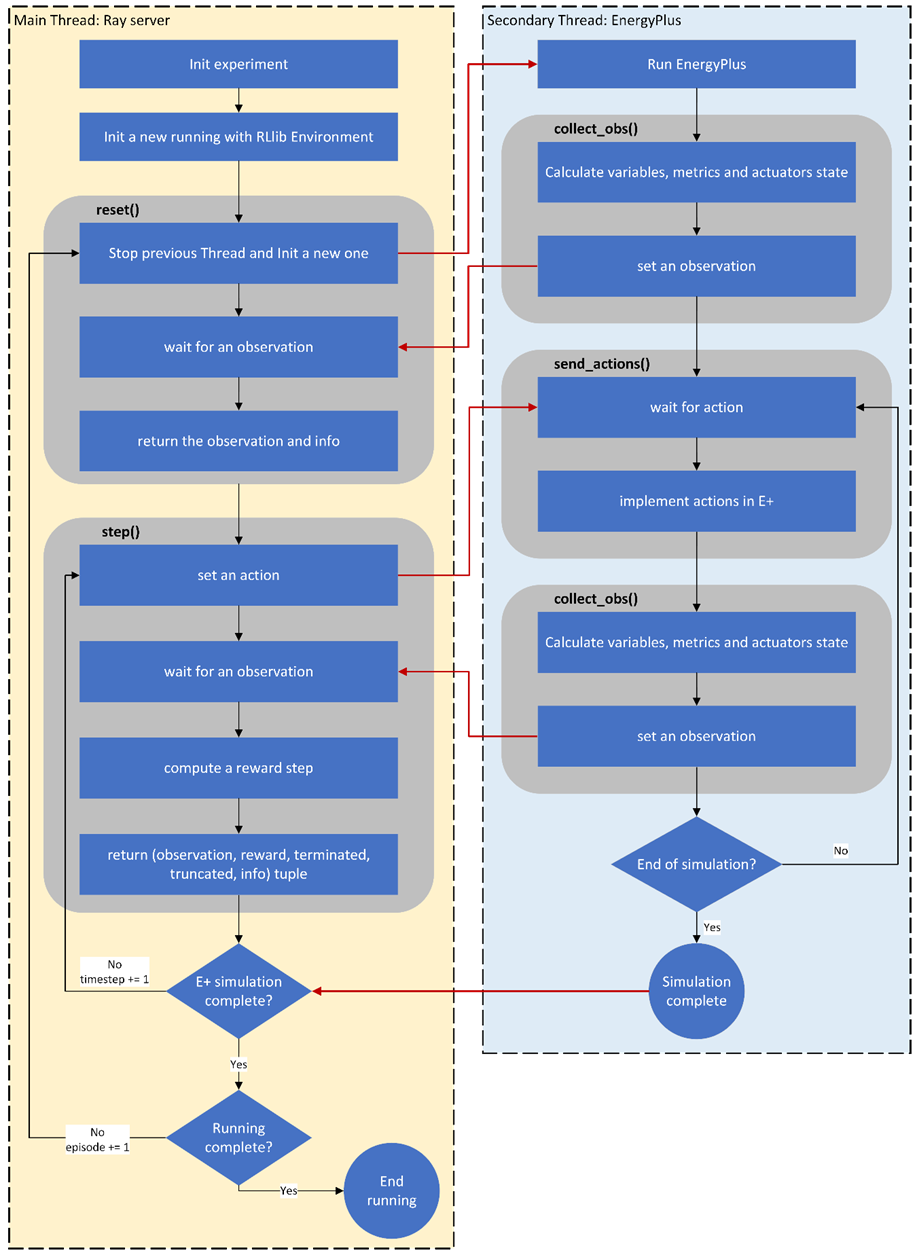 Main Thread: Ray server
Init experiment
Init a new running with RLlib Environment
reset()
Stop previous Thread and Init a new one
wait for an observation
return the observation and info
step()
set an action
wait for an observation
compute a reward step
return (observation, reward, terminated,
truncated, info) tuple
No
timestep += 1
E+ simulation
complete?
Yes
No
episode += 1
Running
complete?
Yes
End
running
Secondary Thread: EnergyPlus
Run EnergyPlus
collect_obs()
Calculate variables, metrics and actuators state
set an observation
send_actions()
wait for action
implement actions in E+
collect_obs()
Calculate variables, metrics and actuators state
set an observation
End of simulation?
No
Yes
Simulation
complete